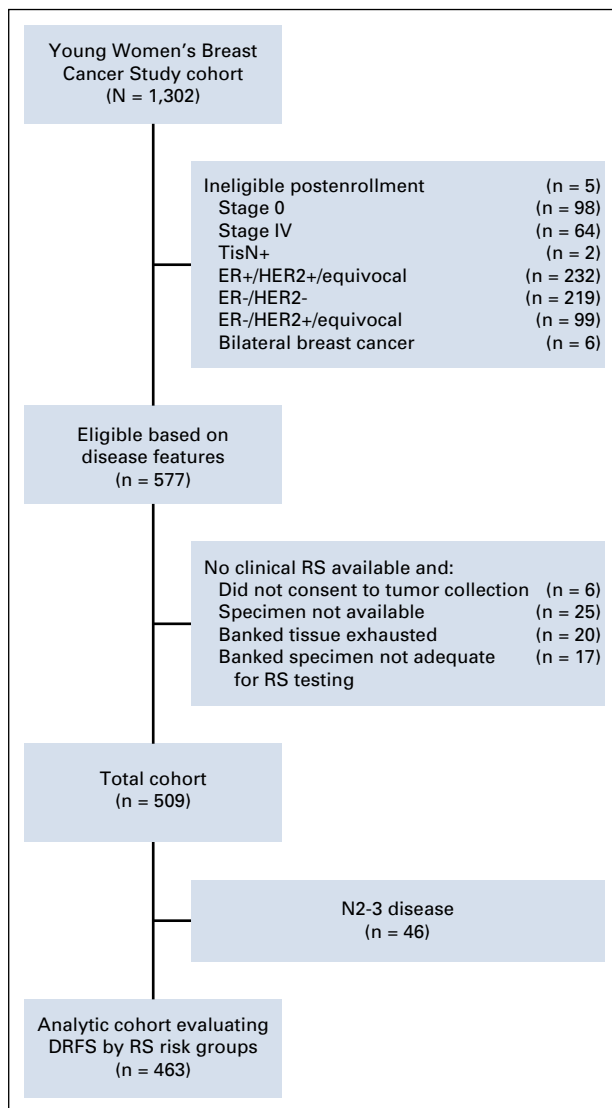 Young Women's Breast
Cancer Study cohort
(N = 1,302)
Ineligible postenrollment (n = 5)
Stage 0 (n = 98)
Stage IV (n = 64)
TisN+ (n = 2)
ER+/HER2+/equivocal (n = 232)
ER-/HER2- (n = 219)
ER-/HER2+/equivocal (n = 99)
Bilateral breast cancer (n = 6)
Eligible based on
disease features
(n = 577)
No clinical RS available and:
Did not consent to tumor collection (n = 6)
Specimen not available (n = 25)
Banked tissue exhausted (n = 20)
Banked specimen not adequate (n = 17)
for RS testing
Total cohort
(n = 509)
N2-3 disease
(n = 46)
Analytic cohort evaluating
DRFS by RS risk groups
(n = 463)